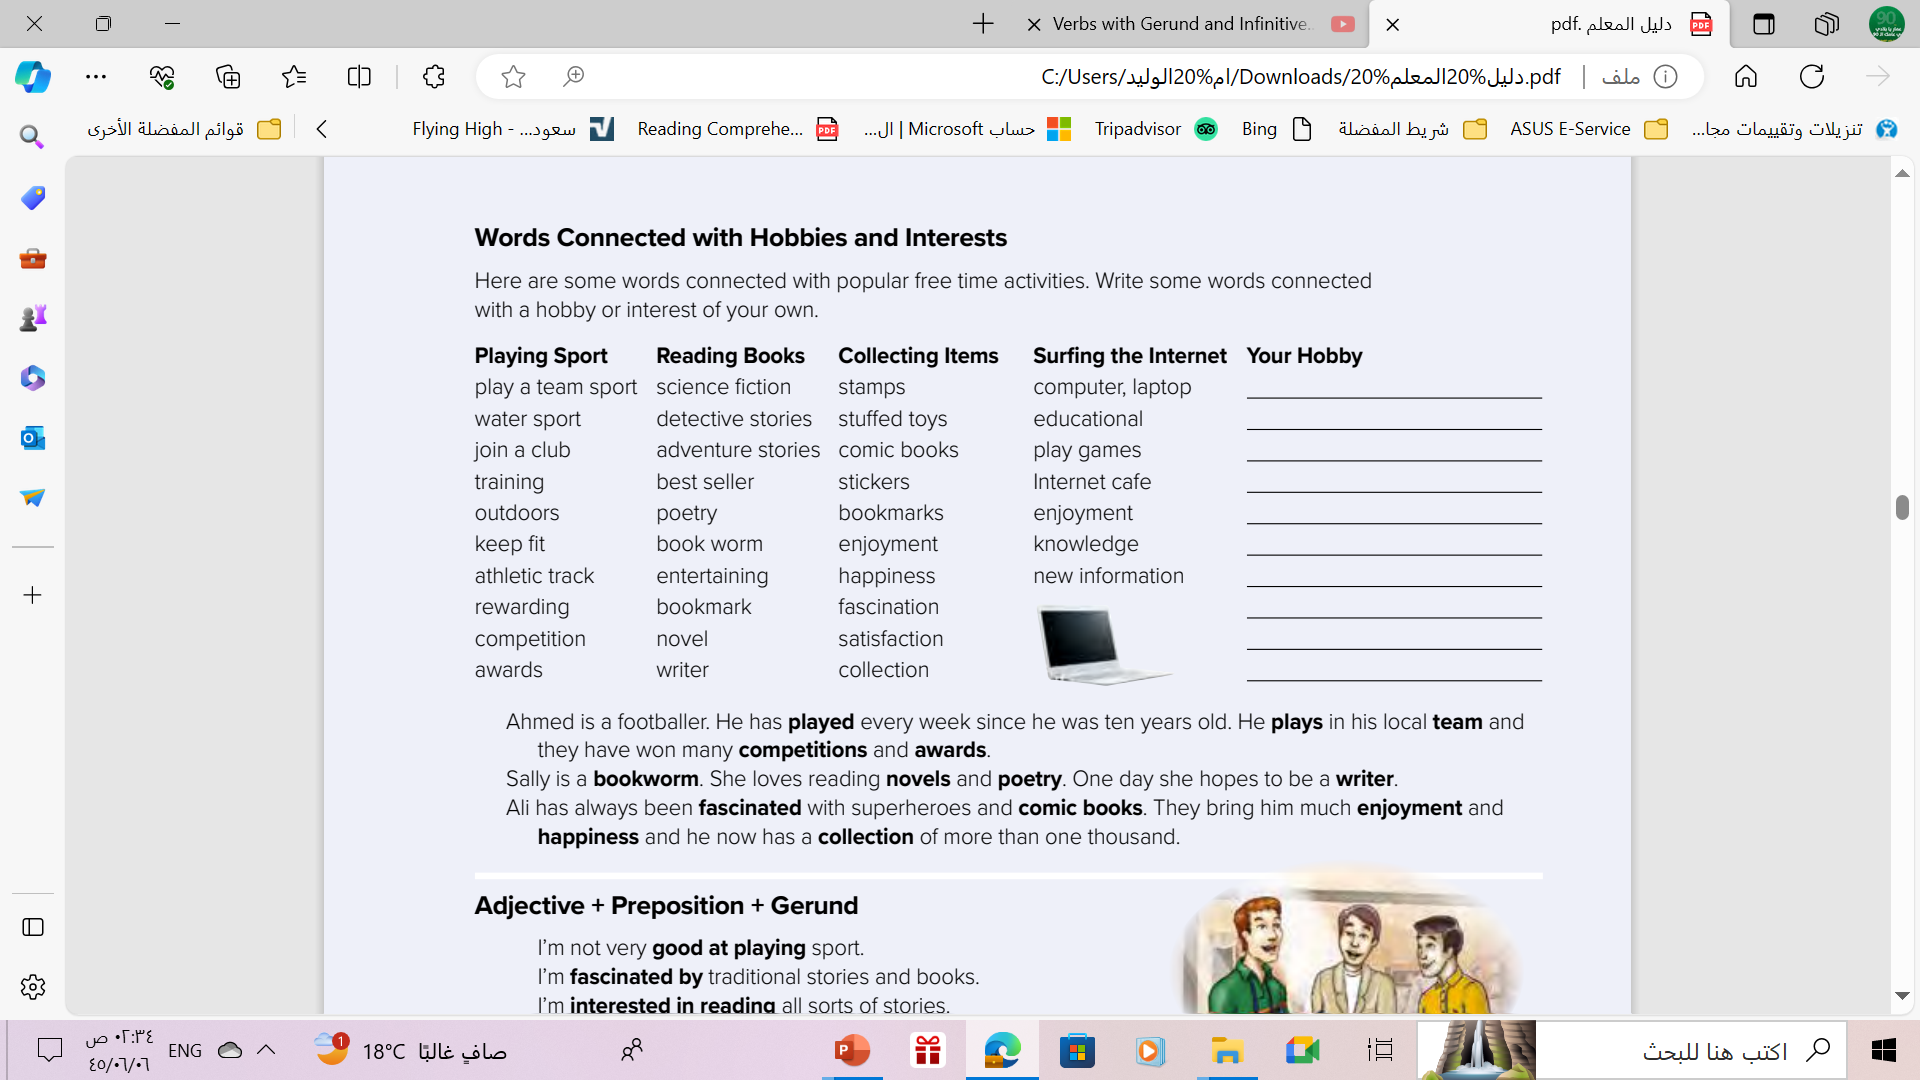 Verbs with Gerund and Infinitive...
دليل المعلم .pdf
C:/Users/ام%20الوليد/Downloads/دليل%20المعلم%20.pdf
ملف
قوائم المفضلة الأخرى
Flying High - ...سعود
Reading Comprehe...
حساب Microsoft | ال...
Tripadvisor
Bing
شريط المفضلة
ASUS E-Service
تنزيلات وتقييمات مجا...
Words Connected with Hobbies and Interests
Here are some words connected with popular free time activities. Write some words connected
with a hobby or interest of your own.
Playing Sport Reading Books Collecting Items Surfing the Internet Your Hobby
play a team sport science fiction stamps computer, laptop
water sport detective stories stuffed toys educational
join a club adventure stories comic books play games
training best seller stickers Internet cafe
outdoors poetry bookmarks enjoyment
keep fit book worm enjoyment knowledge
athletic track entertaining happiness new information
rewarding bookmark fascination
competition novel satisfaction
awards writer collection
Ahmed is a footballer. He has played every week since he was ten years old. He plays in his local team and
they have won many competitions and awards.
Sally is a bookworm. She loves reading novels and poetry. One day she hopes to be a writer.
Ali has always been fascinated with superheroes and comic books. They bring him much enjoyment and
happiness and he now has a collection of more than one thousand.
Adjective + Preposition + Gerund
I'm not very good at playing sport.
I'm fascinated by traditional stories and books.
I'm interested in reading all sorts of stories.
٠٢:٣٤ ص
٤٥/٠٦/٠٦
ENG
1
18°C صافٍ غالبًا
اكتب هنا للبحث